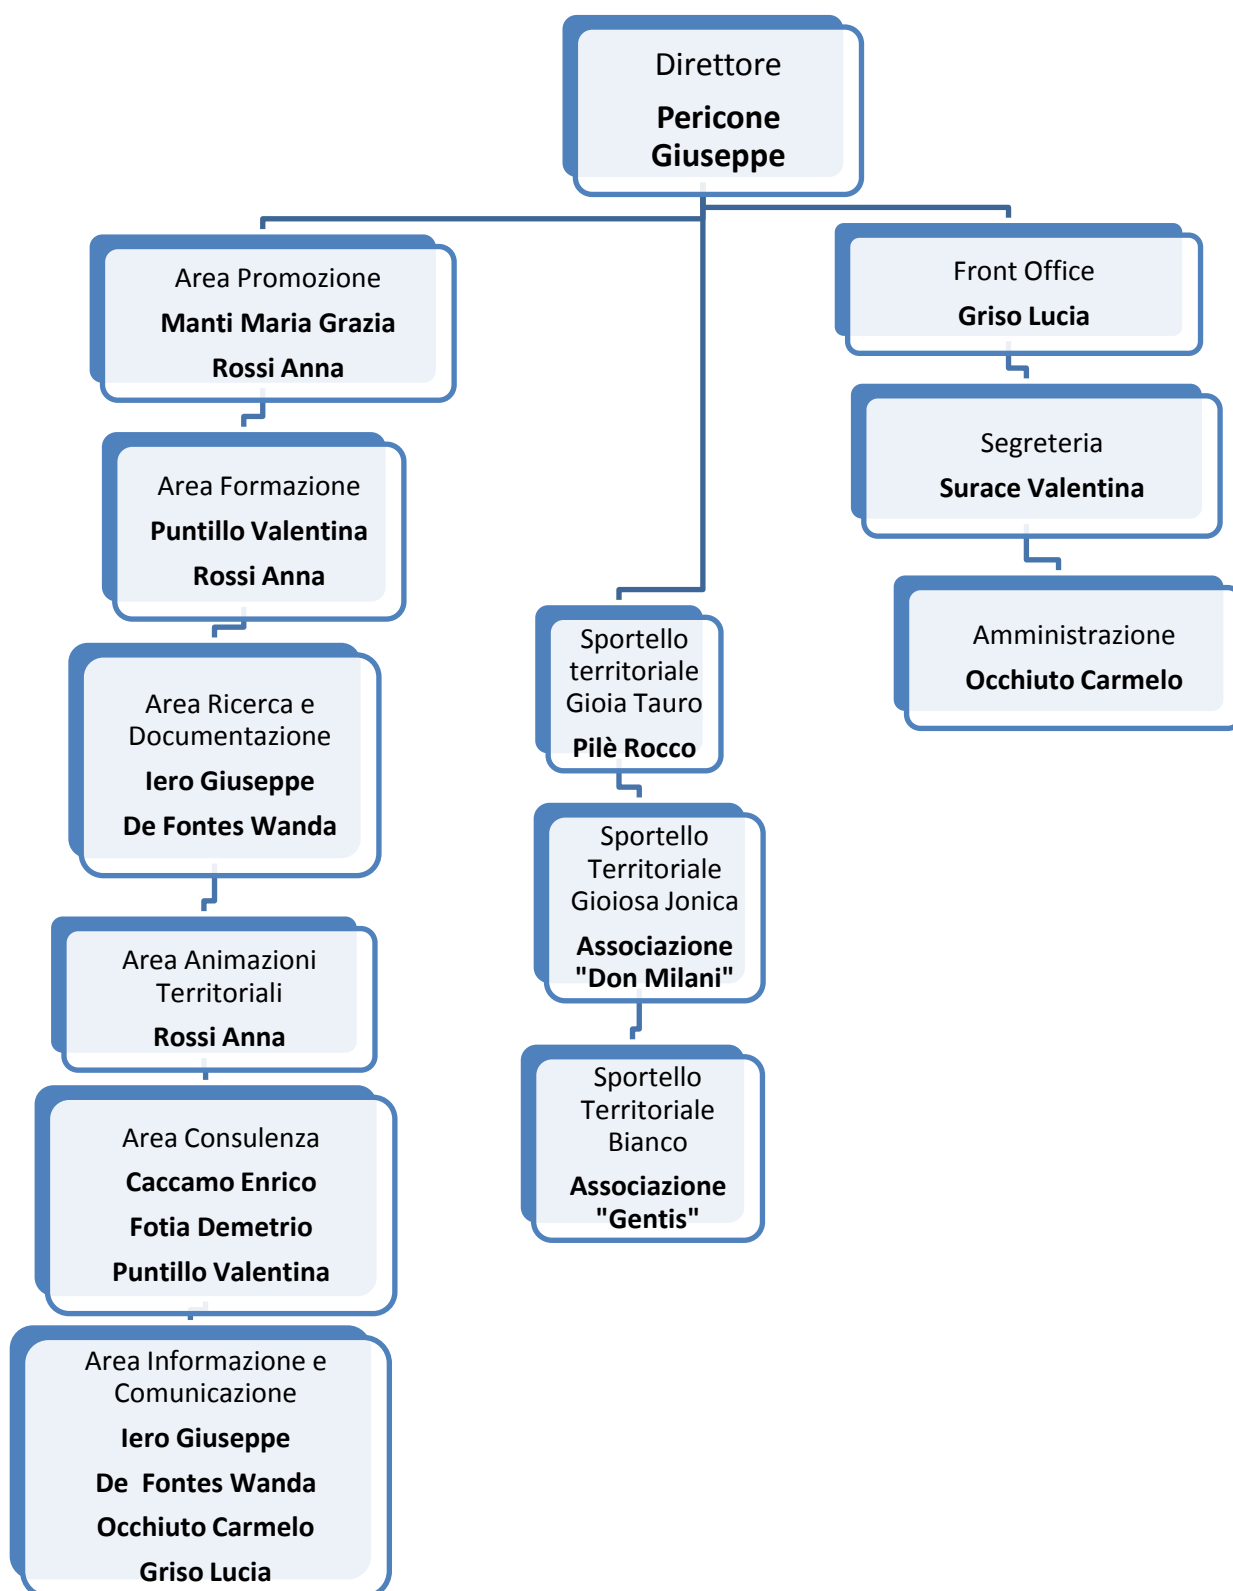 Direttore
Pericone
Giuseppe
Area Promozione
Manti Maria Grazia
Rossi Anna
Area Formazione
Puntillo Valentina
Rossi Anna
Area Ricerca e
Documentazione
Iero Giuseppe
De Fontes Wanda
Area Animazioni
Territoriali
Rossi Anna
Area Consulenza
Caccamo Enrico
Fotia Demetrio
Puntillo Valentina
Area Informazione e
Comunicazione
Iero Giuseppe
De  Fontes Wanda
Occhiuto Carmelo
Griso Lucia
Sportello
territoriale
Gioia Tauro
Pilè Rocco
Sportello
Territoriale
Gioiosa Jonica
Associazione
"Don Milani"
Sportello
Territoriale
Bianco
Associazione
"Gentis"
Front Office
Griso Lucia
Segreteria
Surace Valentina
Amministrazione
Occhiuto Carmelo